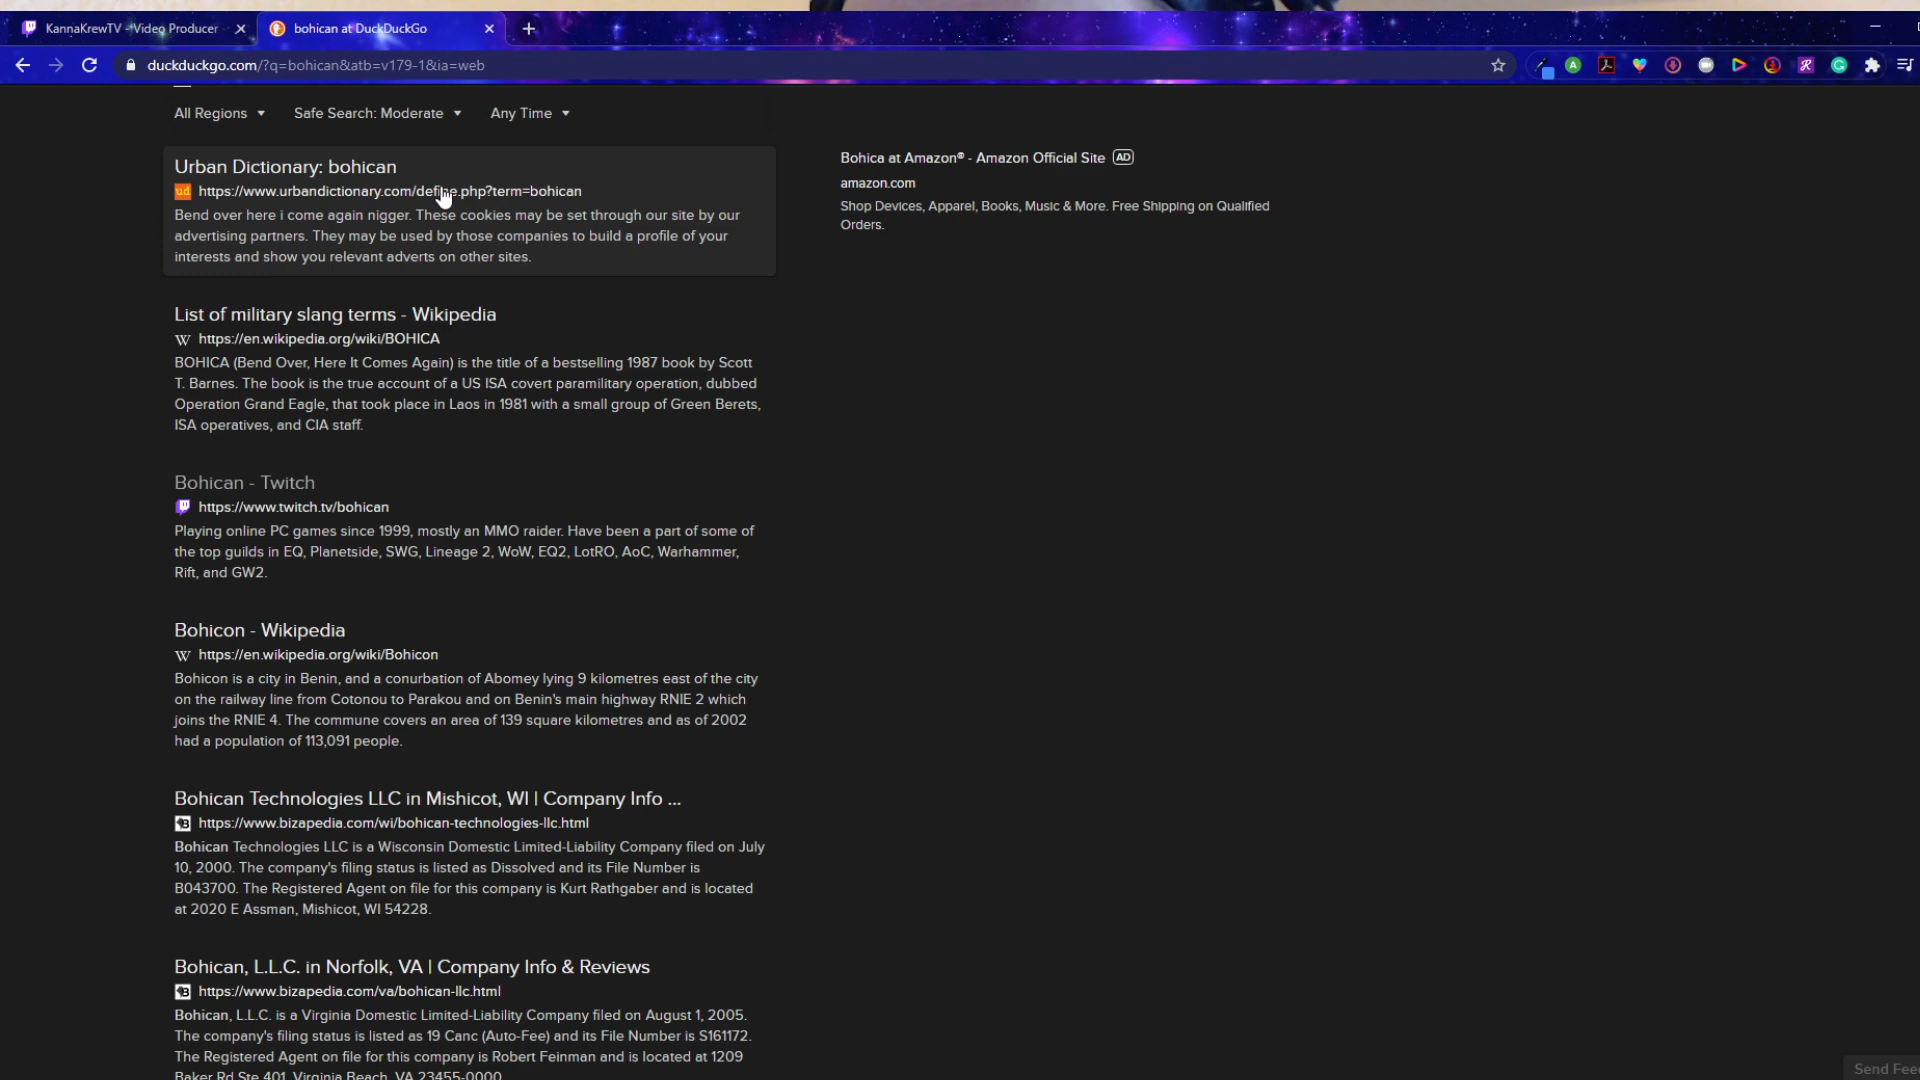 KannaKrewTV - Video Producer
bohican at DuckDuckGo
duckduckgo.com/?q=bohican&atb=v179-1&ia=web
All Regions Safe Search: Moderate Any Time
Urban Dictionary: bohican
ud https://www.urbandictionary.com/define.php?term=bohican
Bend over here i come again nigger. These cookies may be set through our site by our
advertising partners. They may be used by those companies to build a profile of your
interests and show you relevant adverts on other sites.
List of military slang terms - Wikipedia
W https://en.wikipedia.org/wiki/BOHICA
BOHICA (Bend Over, Here It Comes Again) is the title of a bestselling 1987 book by Scott
T. Barnes. The book is the true account of a US ISA covert paramilitary operation, dubbed
Operation Grand Eagle, that took place in Laos in 1981 with a small group of Green Berets,
ISA operatives, and CIA staff.
Bohican - Twitch
https://www.twitch.tv/bohican
Playing online PC games since 1999, mostly an MMO raider. Have been a part of some of
the top guilds in EQ, Planetside, SWG, Lineage 2, WoW, EQ2, LotRO, AoC, Warhammer,
Rift, and GW2.
Bohicon - Wikipedia
W https://en.wikipedia.org/wiki/Bohicon
Bohicon is a city in Benin, and a conurbation of Abomey lying 9 kilometres east of the city
on the railway line from Cotonou to Parakou and on Benin's main highway RNIE 2 which
joins the RNIE 4. The commune covers an area of 139 square kilometres and as of 2002
had a population of 113,091 people.
Bohican Technologies LLC in Mishicot, WI | Company Info ...
B https://www.bizapedia.com/wi/bohican-technologies-llc.html
Bohican Technologies LLC is a Wisconsin Domestic Limited-Liability Company filed on July
10, 2000. The company's filing status is listed as Dissolved and its File Number is
B043700. The Registered Agent on file for this company is Kurt Rathgaber and is located
at 2020 E Assman, Mishicot, WI 54228.
Bohican, L.L.C. in Norfolk, VA | Company Info & Reviews
B https://www.bizapedia.com/va/bohican-llc.html
Bohican, L.L.C. is a Virginia Domestic Limited-Liability Company filed on August 1, 2005.
The company's filing status is listed as 19 Canc (Auto-Fee) and its File Number is S161172.
The Registered Agent on file for this company is Robert Feinman and is located at 1209
Baker Rd Ste 401, Virginia Beach, VA 23455-0000.
Bohica at Amazon® - Amazon Official Site AD
amazon.com
Shop Devices, Apparel, Books, Music & More. Free Shipping on Qualified
Orders.
Send Fee